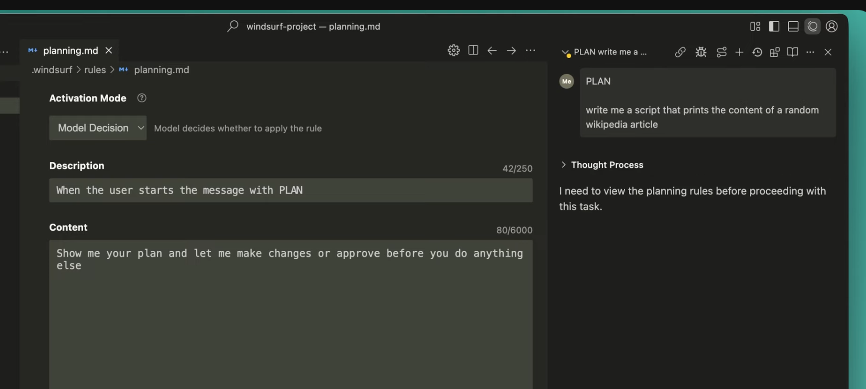 windsurf-project — planning.md
planning.md
.windsurf > rules > planning.md
Activation Mode
Model Decision
Model decides whether to apply the rule
Description
42/250
When the user starts the message with PLAN
Content
80/6000
Show me your plan and let me make changes or approve before you do anything
else
PLAN write me a ...
Me
PLAN
write me a script that prints the content of a random
wikipedia article
> Thought Process
I need to view the planning rules before proceeding with
this task.